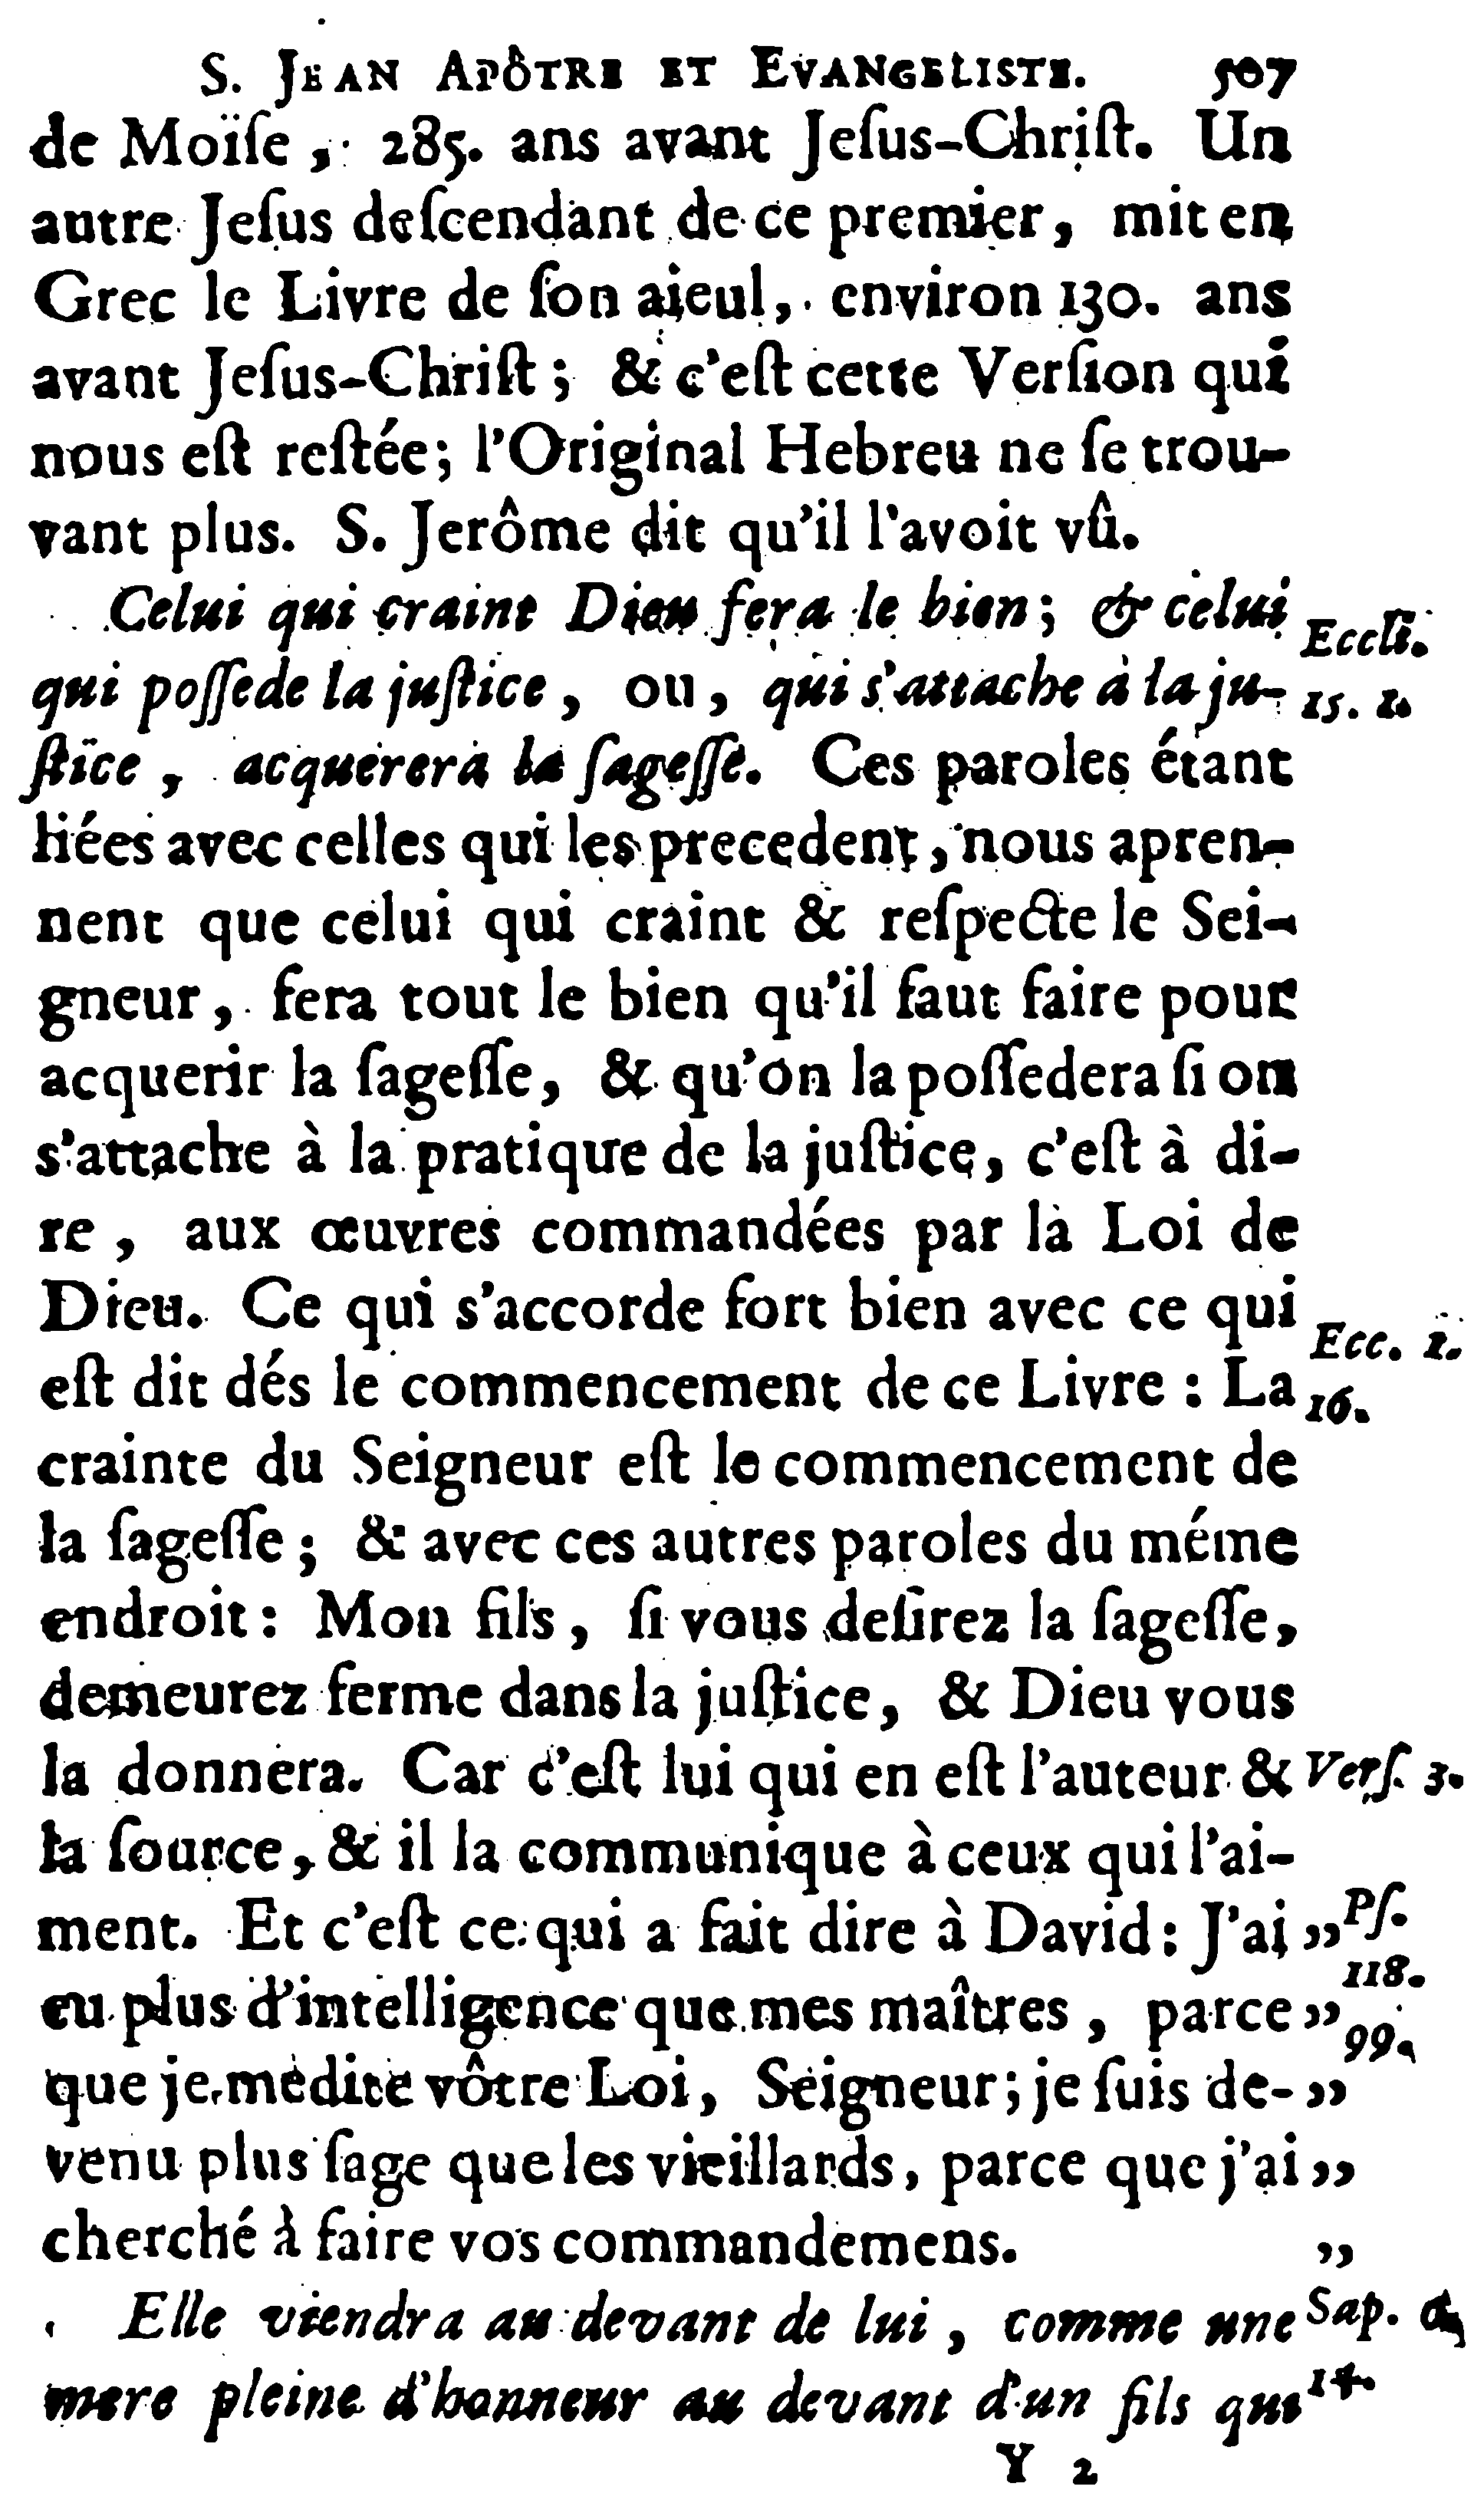 S. JEAN APÔTRE ET EVANGELISTE. 507
de Moïſe, 285. ans avant Jeſus-Chriſt. Un
autre Jeſus deſcendant de ce premier, mit en
Grec le Livre de ſon aieul, environ 130. ans
avant Jeſus-Chriſt; & c'eſt cette Verſion qui
nous eſt reſtée; l'Original Hebreu ne ſe trou-
vant plus. S. Jerôme dit qu'il l'avoit vû.
Celui qui craint Dieu fera le bien; & celui
Eccli.
qui poſſede la juſtice, ou, qui s'attache à la ju-
15. 1.
ſtice, acquerera la ſageſſe. Ces paroles étant
liées avec celles qui les precedent, nous apren-
nent que celui qui craint & reſpecte le Sei-
gneur, fera tout le bien qu'il faut faire pour
acquerir la ſageſſe, & qu'on la poſſedera ſi on
s'attache à la pratique de la juſtice, c'eſt à di-
re, aux œuvres commandées par la Loi de
Dieu. Ce qui s'accorde fort bien avec ce qui
Ecc. 1.
eſt dit dés le commencement de ce Livre: La
16.
crainte du Seigneur eſt le commencement de
la ſageſſe; & avec ces autres paroles du méme
endroit: Mon fils, ſi vous deſirez la ſageſſe,
demeurez ferme dans la juſtice, & Dieu vous
la donnera. Car c'eſt lui qui en eſt l'auteur &
Verſ. 3.
la ſource, & il la communique à ceux qui l'ai-
ment. Et c'eſt ce qui a fait dire à David: J'ai „
Pſ.
118.
eu plus d'intelligence que mes maîtres, parce „
99.
que je medite vôtre Loi, Seigneur; je ſuis de- „
venu plus ſage que les vieillards, parce que j'ai „
cherché à faire vos commandemens. „
Elle viendra au devant de lui, comme une
Sap.
mere pleine d'honneur au devant d'un fils que
14.
Y 2